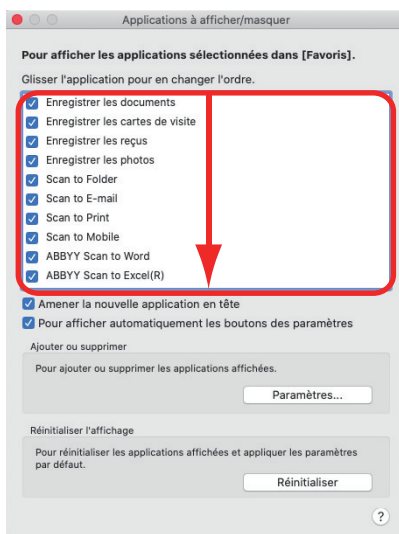 Applications à afficher/masquer
Pour afficher les applications sélectionnées dans [Favoris].
Glisser l'application pour en changer l'ordre.
Enregistrer les documents
Enregistrer les cartes de visite
Enregistrer les reçus
Enregistrer les photos
Scan to Folder
Scan to E-mail
Scan to Print
Scan to Mobile
ABBYY Scan to Word
ABBYY Scan to Excel(R)
Amener la nouvelle application en tête
Pour afficher automatiquement les boutons des paramètres
Ajouter ou supprimer
Pour ajouter ou supprimer les applications affichées.
Paramètres...
Réinitialiser l'affichage
Pour réinitialiser les applications affichées et appliquer les paramètres
par défaut.
Réinitialiser
?